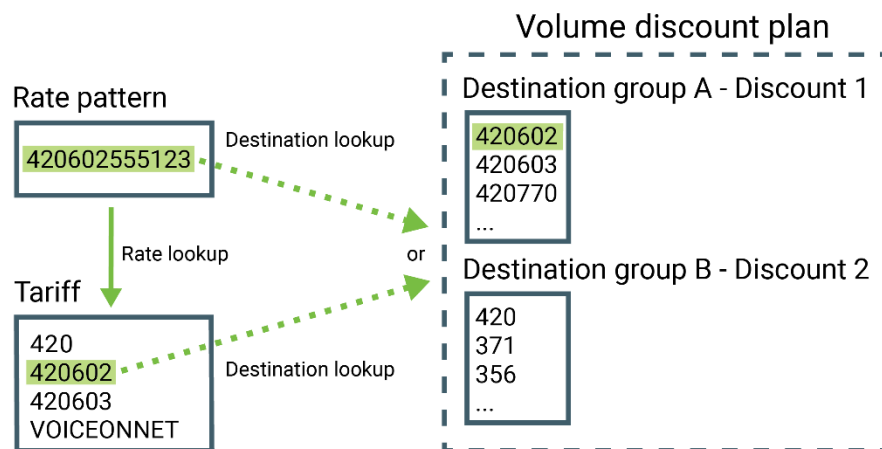 Volume discount plan
Rate pattern
420602555123
Destination lookup
Rate lookup
or
Tariff
420
420602
420603
VOICEONNET
Destination lookup
Destination group A - Discount 1
420602
420603
420770
...
Destination group B - Discount 2
420
371
356
...